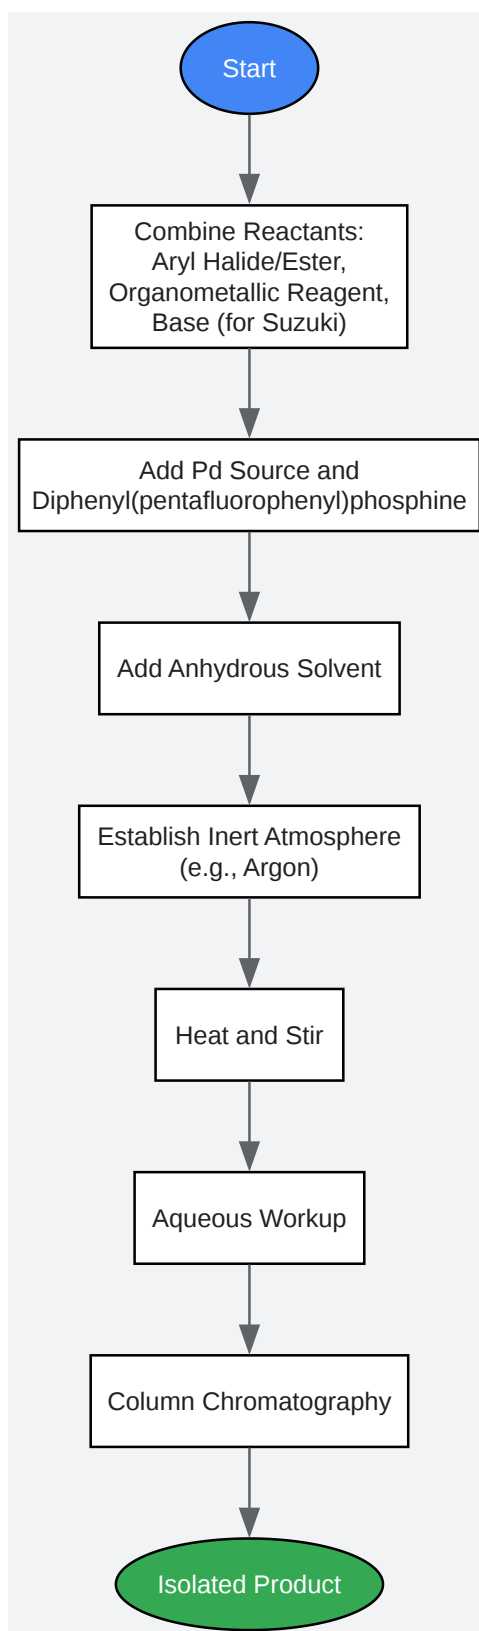 Start
Combine Reactants:
Aryl Halide/Ester,
Organometallic Reagent,
Base (for Suzuki)
Add Pd Source and
Diphenyl(pentafluorophenyl)phosphine
Add Anhydrous Solvent
Establish Inert Atmosphere
(e.g., Argon)
Heat and Stir
Aqueous Workup
Column Chromatography
Isolated Product